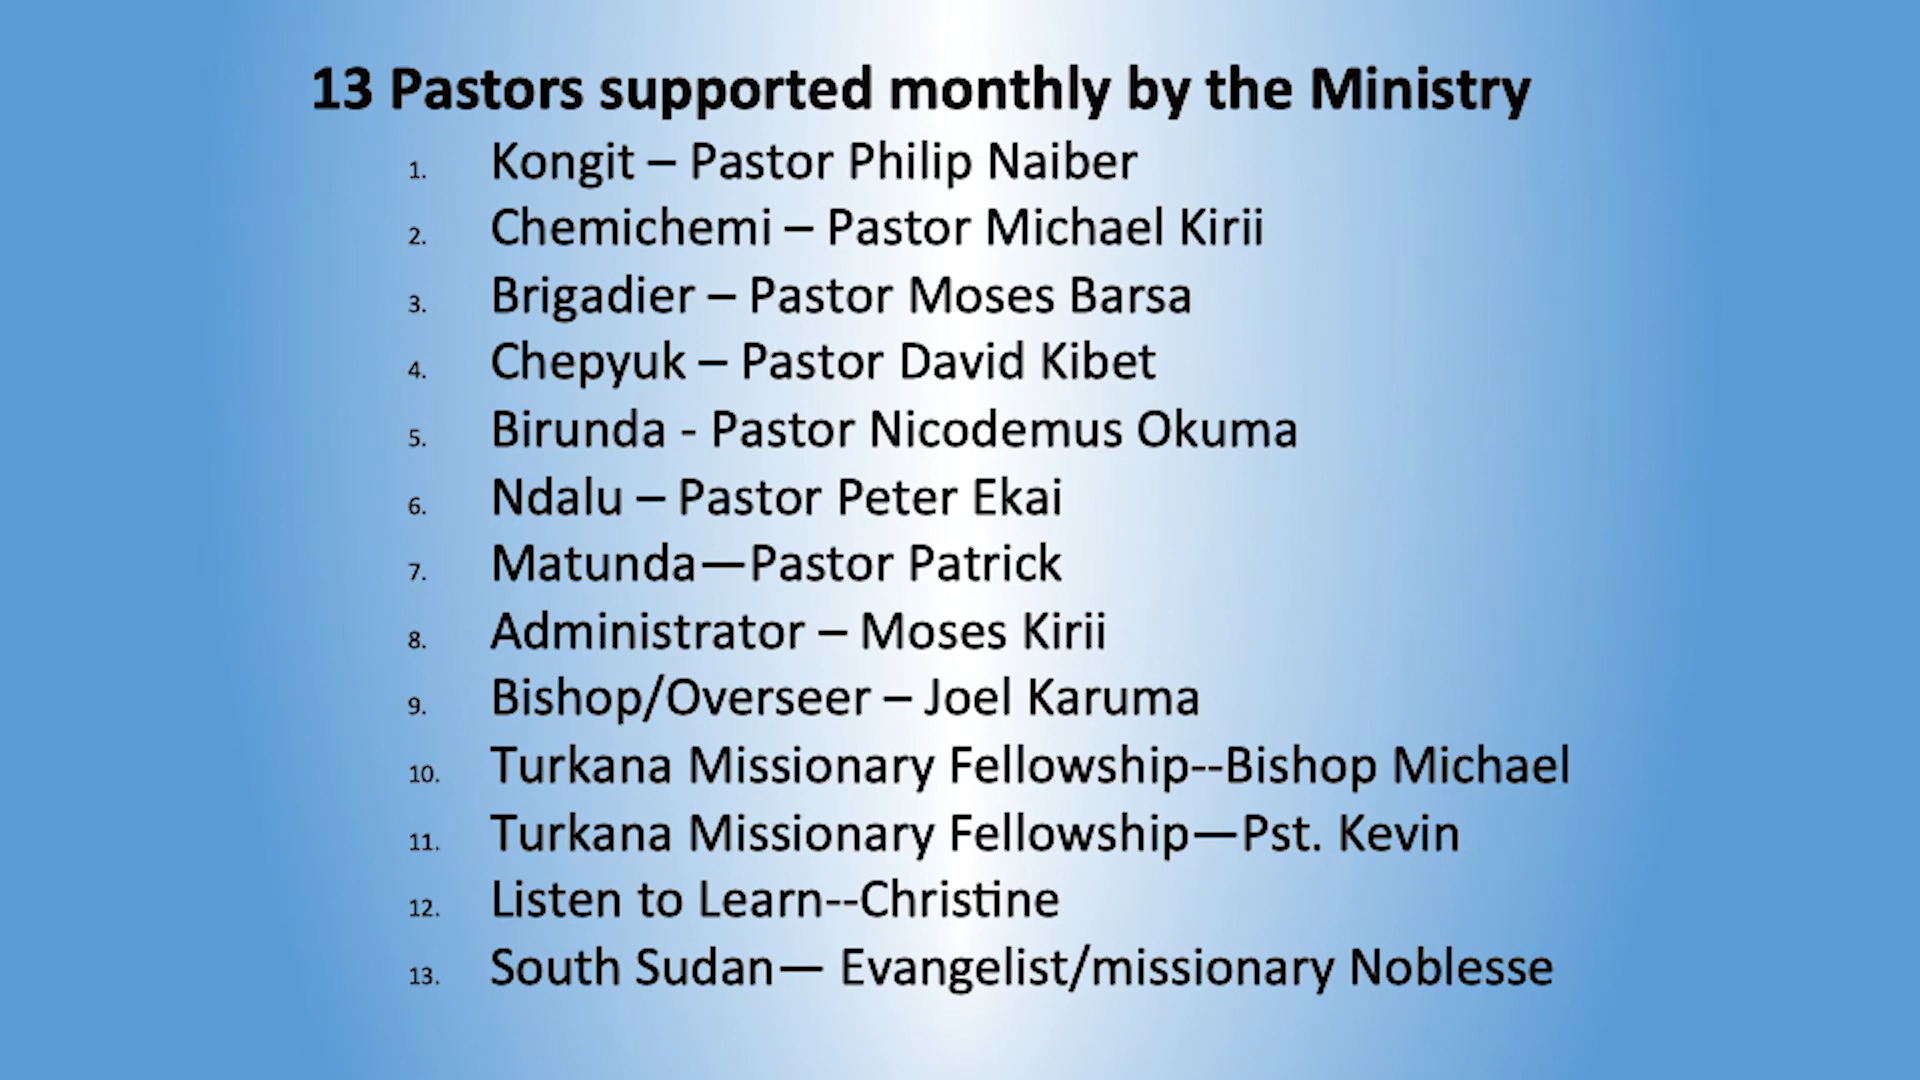 13 Pastors supported monthly by the Ministry
1. Kongit – Pastor Philip Naiber
2. Chemichemi – Pastor Michael Kirii
3. Brigadier – Pastor Moses Barsa
4. Chepyuk – Pastor David Kibet
5. Birunda - Pastor Nicodemus Okuma
6. Ndalu – Pastor Peter Ekai
7. Matunda—Pastor Patrick
8. Administrator – Moses Kirii
9. Bishop/Overseer – Joel Karuma
10. Turkana Missionary Fellowship--Bishop Michael
11. Turkana Missionary Fellowship—Pst. Kevin
12. Listen to Learn--Christine
13. South Sudan— Evangelist/missionary Noblesse